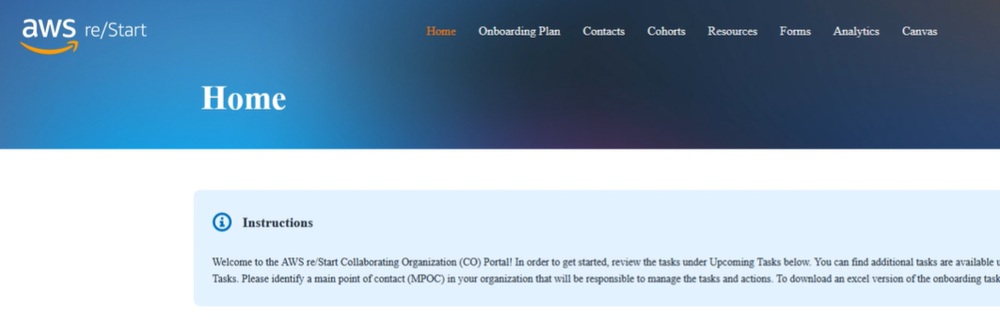 aws re/Start
Home Onboarding Plan Contacts Cohorts Resources Forms Analytics Canvas
Home
Instructions
Welcome to the AWS re/Start Collaborating Organization (CO) Portal! In order to get started, review the tasks under Upcoming Tasks below. You can find additional tasks are available
Tasks. Please identify a main point of contact (MPOC) in your organization that will be responsible to manage the tasks and actions. To download an excel version of the onboarding